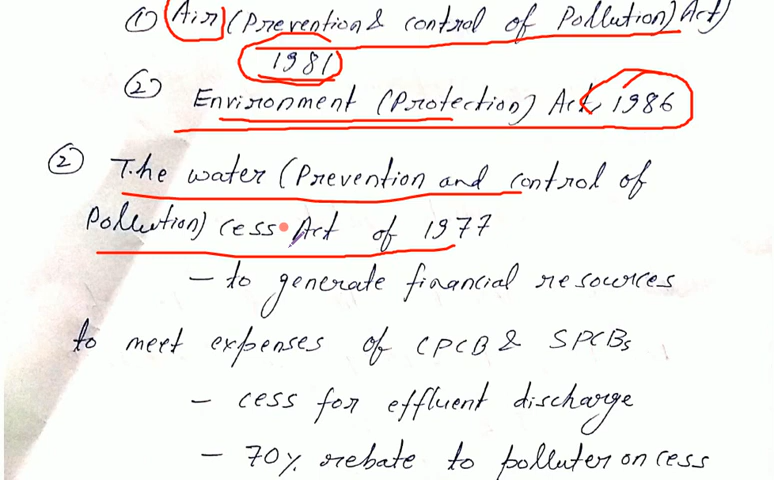 ① Air (Prevention & control of Pollution) Act)
1981
② Environment (Protection) Act, 1986
② The water (Prevention and control of
Pollution) cess Act of 1977
- to generate financial resources
to meet expenses of CPCB & SPCBs
- cess for effluent discharge
- 70% rebate to polluter on cess